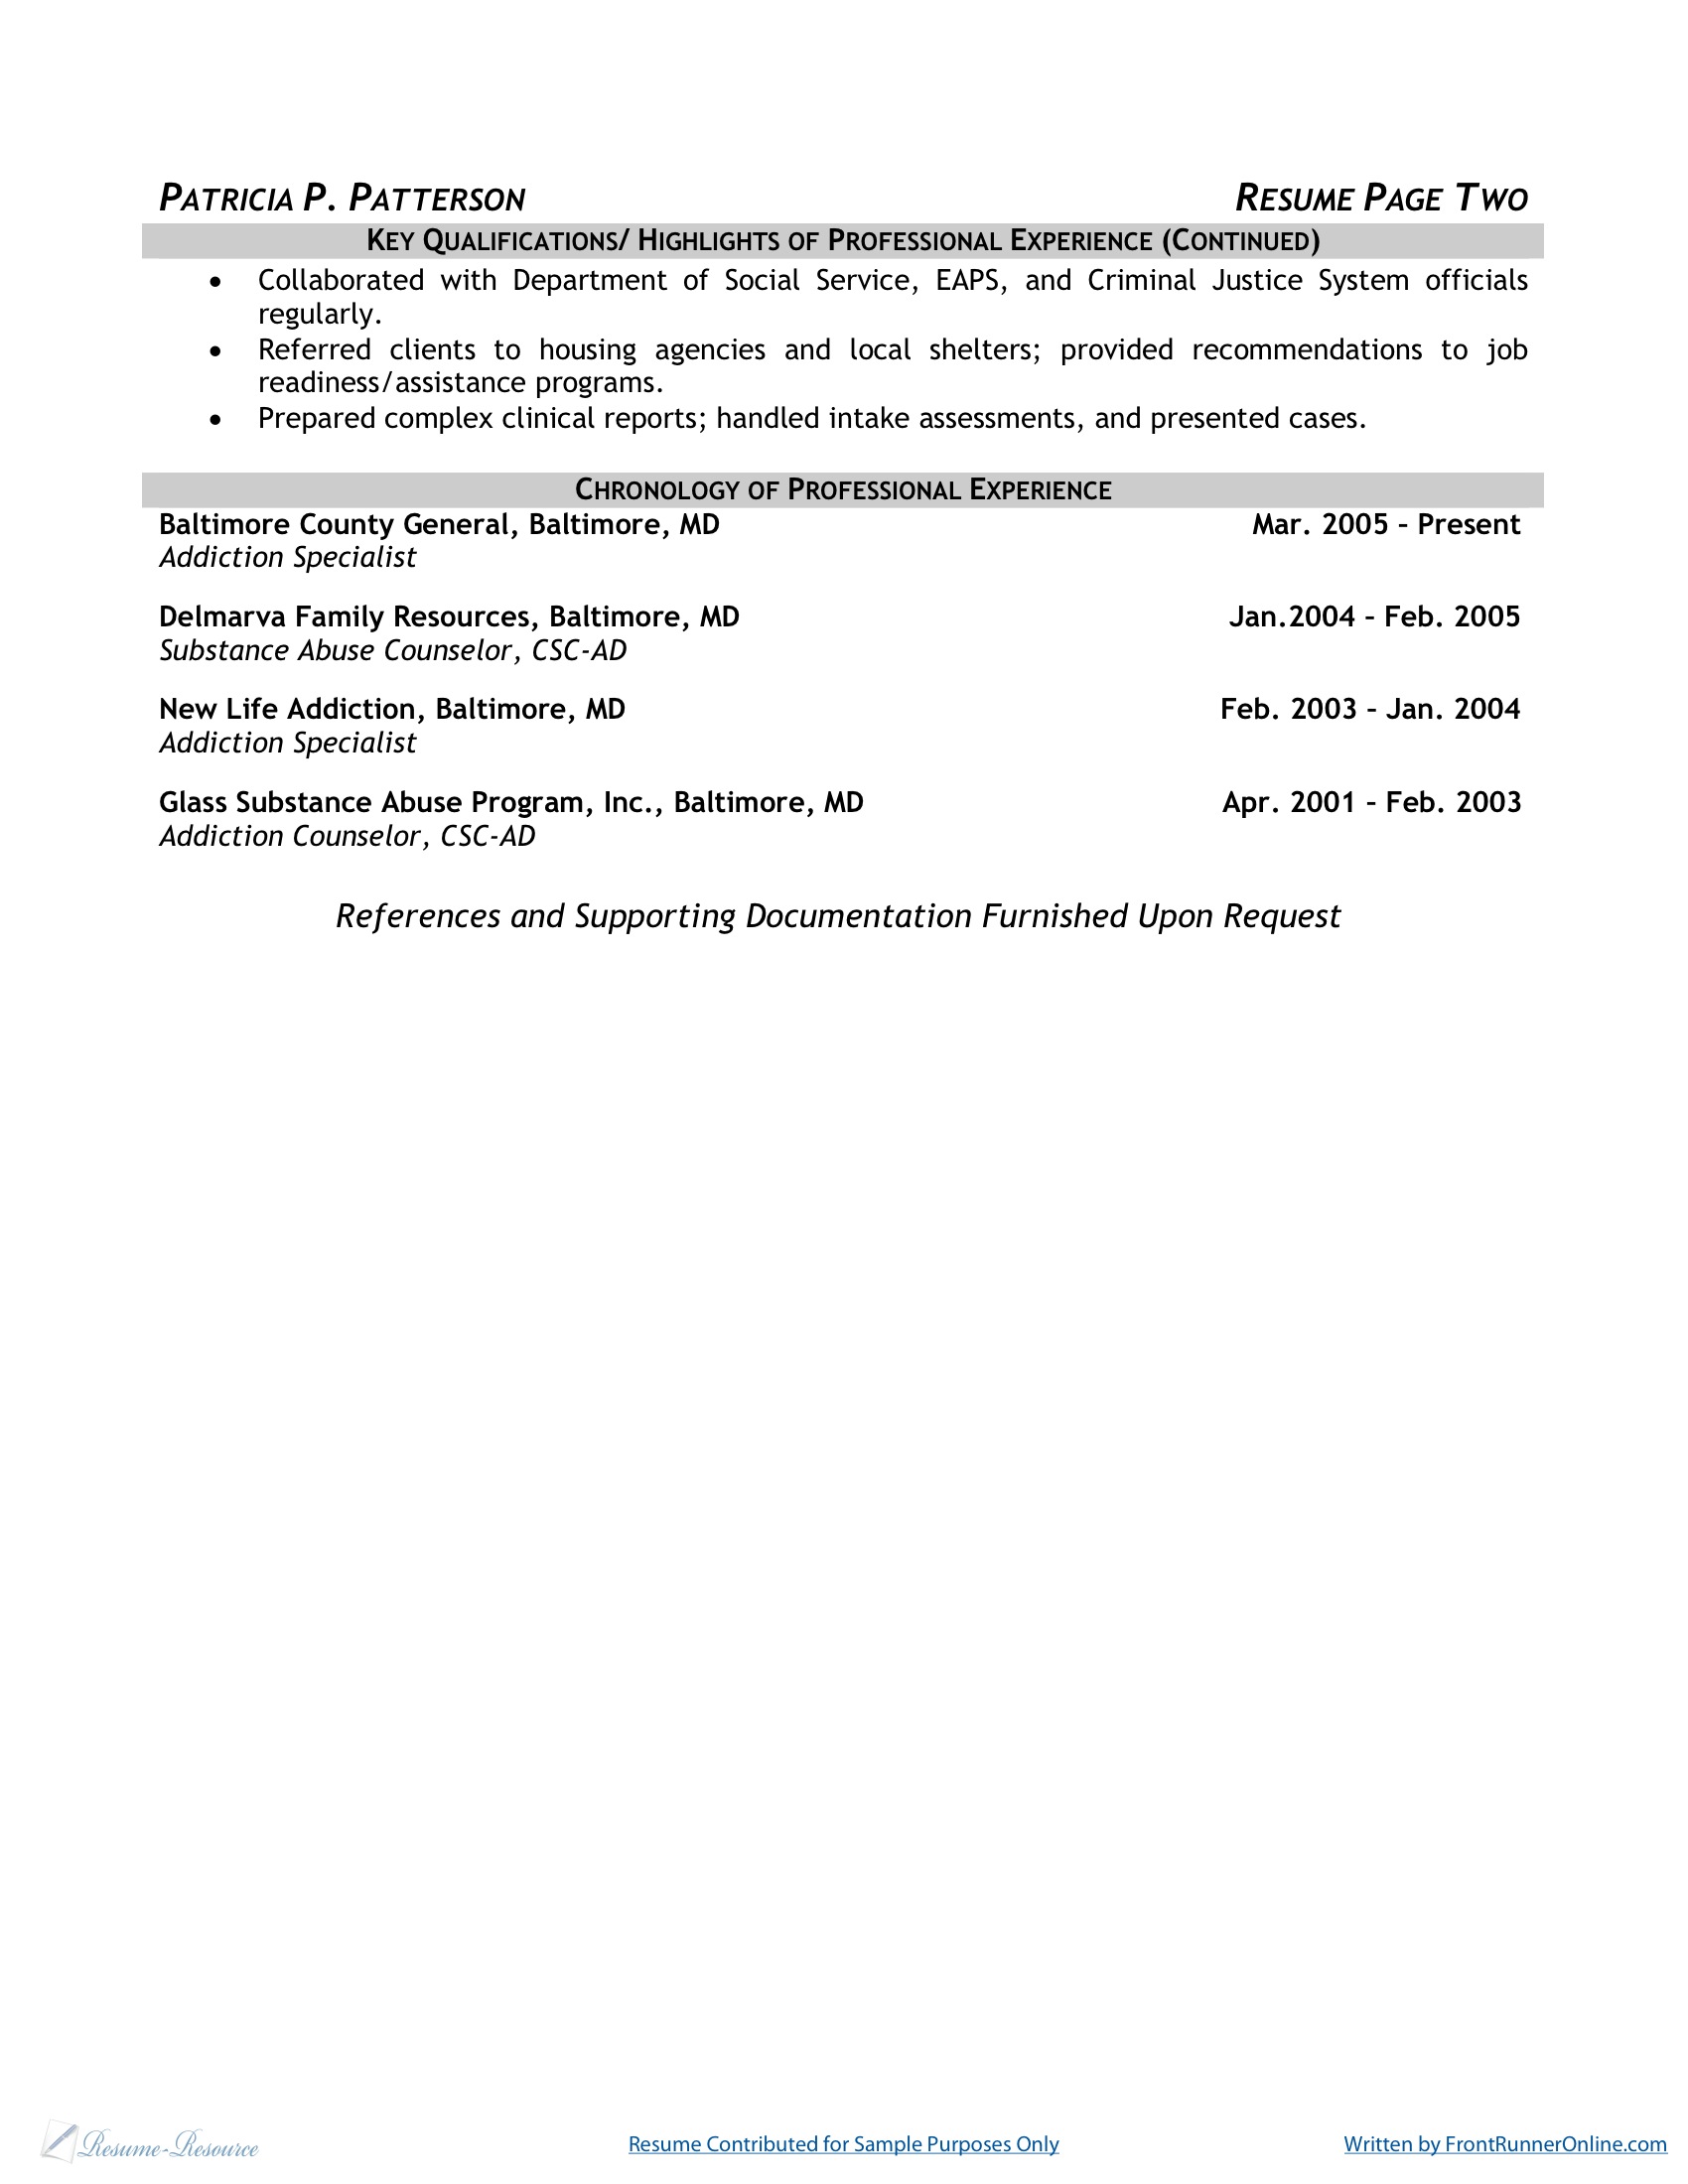 PATRICIA P. PATTERSON RESUME PAGE TWO
KEY QUALIFICATIONS/ HIGHLIGHTS OF PROFESSIONAL EXPERIENCE (CONTINUED)
• Collaborated with Department of Social Service, EAPS, and Criminal Justice System officials
regularly.
• Referred clients to housing agencies and local shelters; provided recommendations to job
readiness/assistance programs.
• Prepared complex clinical reports; handled intake assessments, and presented cases.
CHRONOLOGY OF PROFESSIONAL EXPERIENCE
Baltimore County General, Baltimore, MD Mar. 2005 – Present
Addiction Specialist
Delmarva Family Resources, Baltimore, MD Jan.2004 – Feb. 2005
Substance Abuse Counselor, CSC-AD
New Life Addiction, Baltimore, MD Feb. 2003 – Jan. 2004
Addiction Specialist
Glass Substance Abuse Program, Inc., Baltimore, MD Apr. 2001 – Feb. 2003
Addiction Counselor, CSC-AD
References and Supporting Documentation Furnished Upon Request
Resume-Resource Resume Contributed for Sample Purposes Only Written by FrontRunnerOnline.com